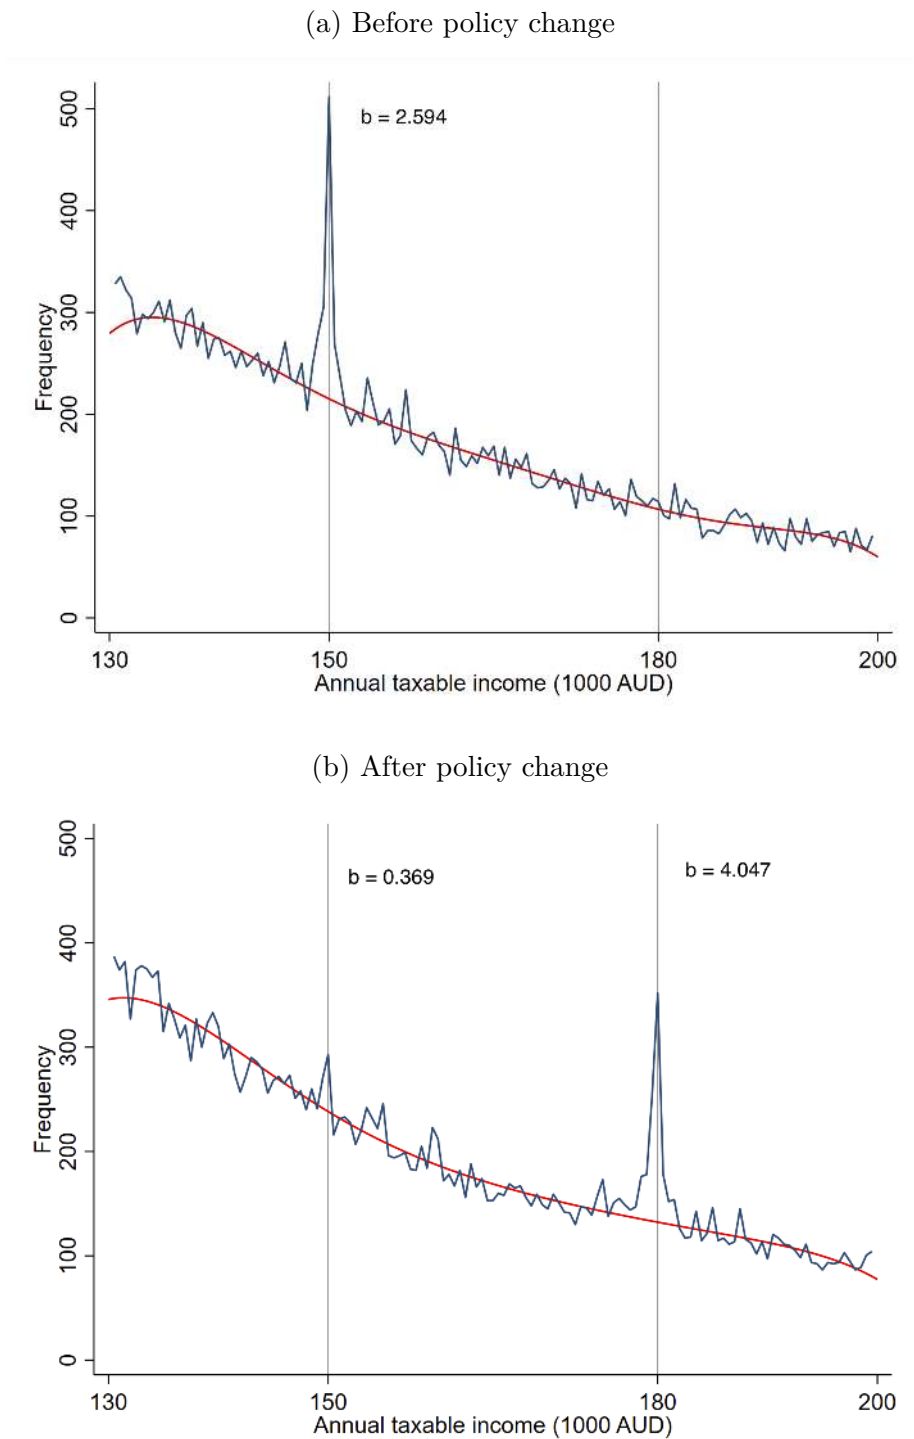 (a) Before policy change
500
b = 2.594
400
300
200
100
0
Frequency
130 150 180 200
Annual taxable income (1000 AUD)
(b) After policy change
500
b = 0.369
b = 4.047
400
300
200
100
0
Frequency
130 150 180 200
Annual taxable income (1000 AUD)